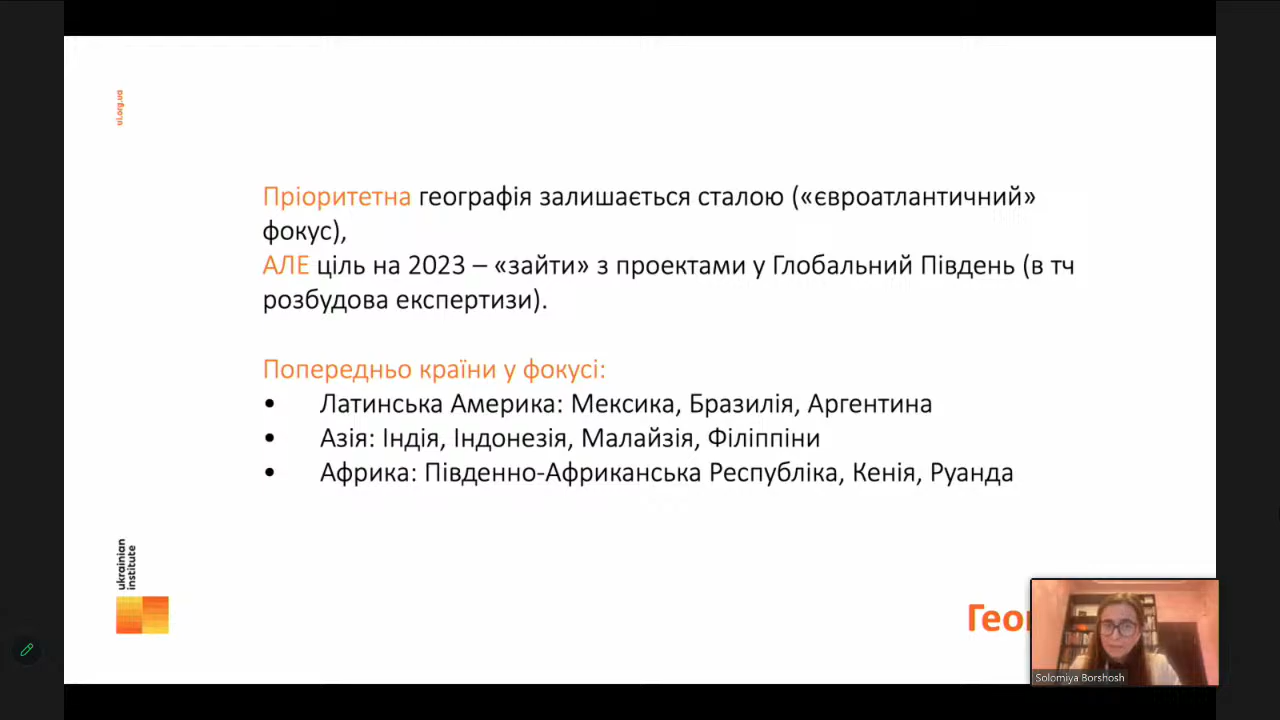 ui.org.ua
Пріоритетна географія залишається сталою («євроатлантичний»
фокус),
АЛЕ ціль на 2023 – «зайти» з проектами у Глобальний Південь (в тч
розбудова експертизи).
Попередньо країни у фокусі:
• Латинська Америка: Мексика, Бразилія, Аргентина
• Азія: Індія, Індонезія, Малайзія, Філіппіни
• Африка: Південно-Африканська Республіка, Кенія, Руанда
ukrainian
institute
Solomiya Borshosh